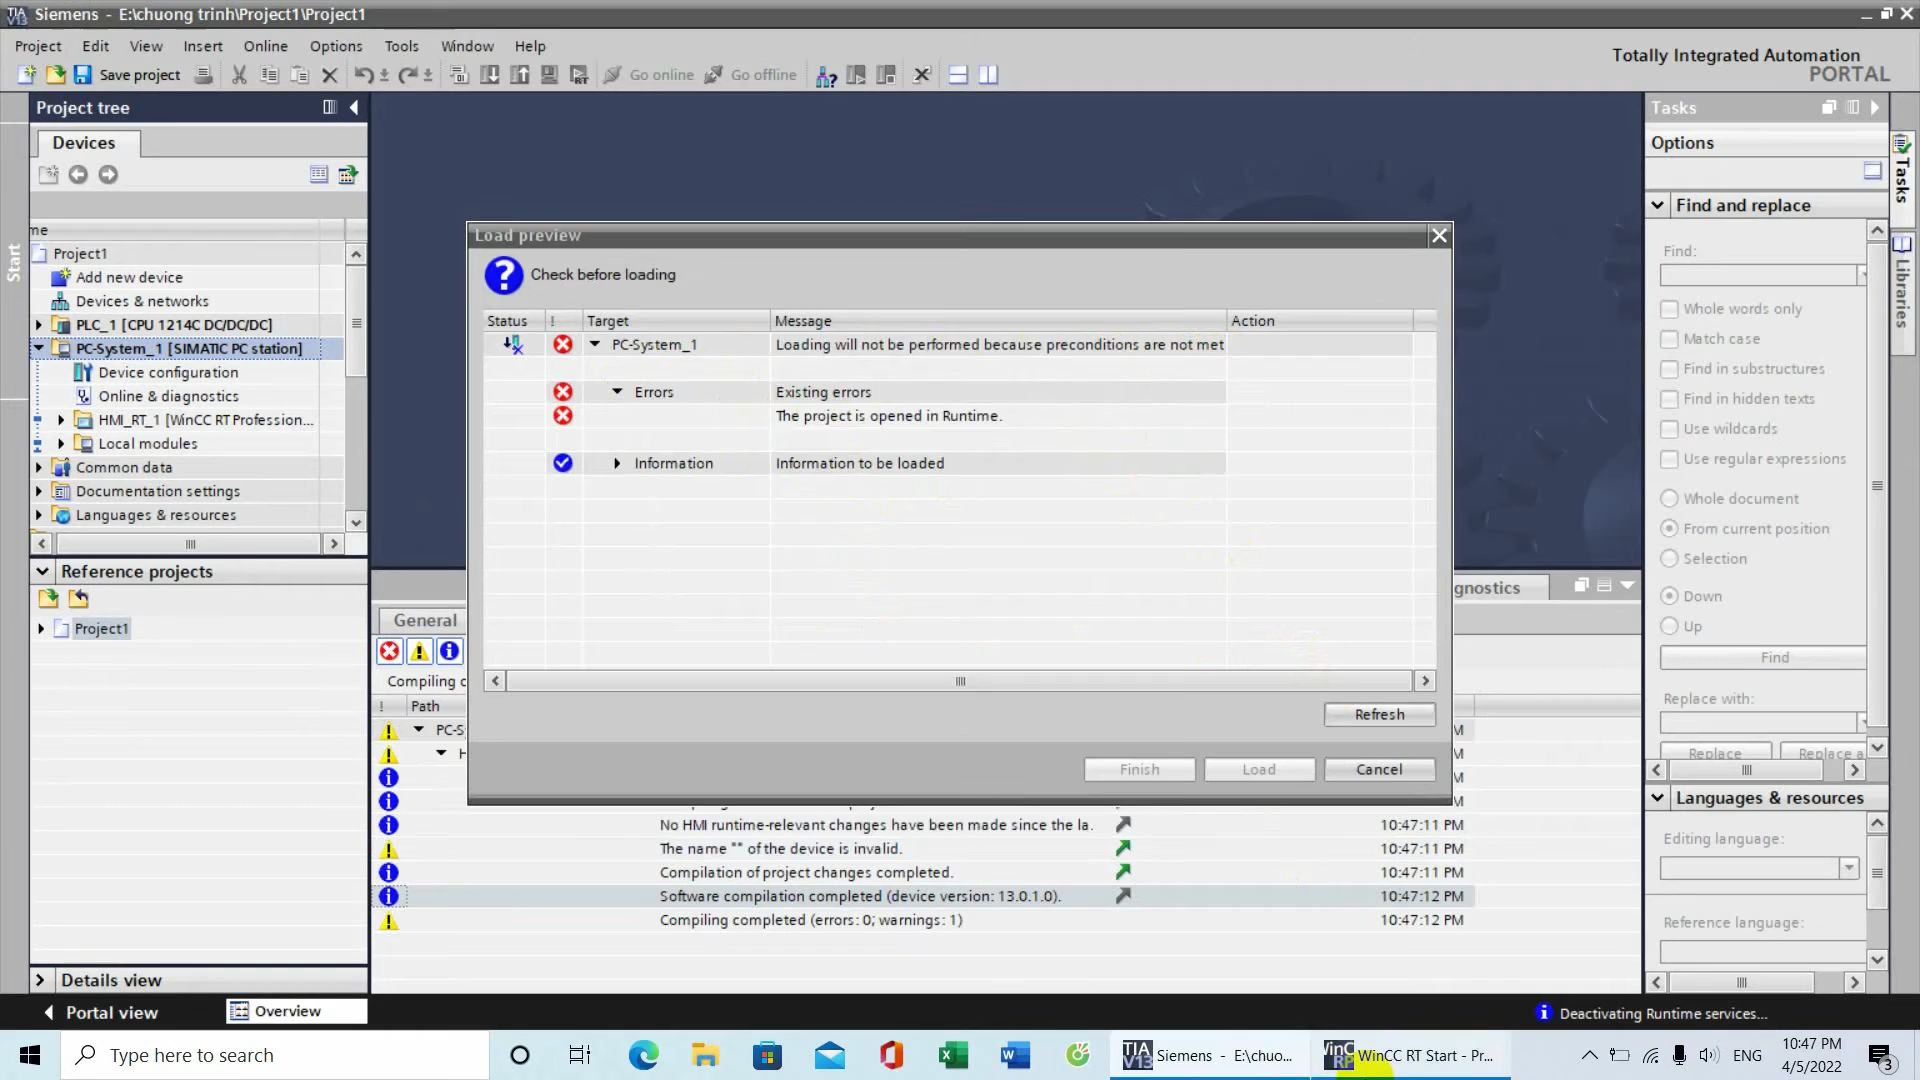 Siemens - E:\chuong trinh\Project1\Project1
Project Edit View Insert Online Options Tools Window Help
Totally Integrated Automation
PORTAL
Save project Go online Go offline
Project tree
Tasks
Devices
Options
Start
Tasks
Libraries
me
Project1
Add new device
Devices & networks
PLC_1 [CPU 1214C DC/DC/DC]
PC-System_1 [SIMATIC PC station]
Device configuration
Online & diagnostics
HMI_RT_1 [WinCC RT Profession...
Local modules
Common data
Documentation settings
Languages & resources
Reference projects
Project1
Details view
Load preview
Check before loading
Status ! Target Message Action
PC-System_1 Loading will not be performed because preconditions are not met
Errors Existing errors
The project is opened in Runtime.
Information Information to be loaded
Refresh
Finish Load Cancel
General
gnostics
Compiling c
! Path
PC-S M
H M
M
M
No HMI runtime-relevant changes have been made since the la. 10:47:11 PM
The name "" of the device is invalid. 10:47:11 PM
Compilation of project changes completed. 10:47:11 PM
Software compilation completed (device version: 13.0.1.0). 10:47:12 PM
Compiling completed (errors: 0; warnings: 1) 10:47:12 PM
Find and replace
Find:
Whole words only
Match case
Find in substructures
Find in hidden texts
Use wildcards
Use regular expressions
Whole document
From current position
Selection
Down
Up
Find
Replace with:
Replace Replace a
Languages & resources
Editing language:
Reference language:
Portal view Overview
Deactivating Runtime services...
Type here to search
TIA V13 Siemens - E:\chuo...
WinCC RT Start - Pr...
ENG
10:47 PM
4/5/2022
3